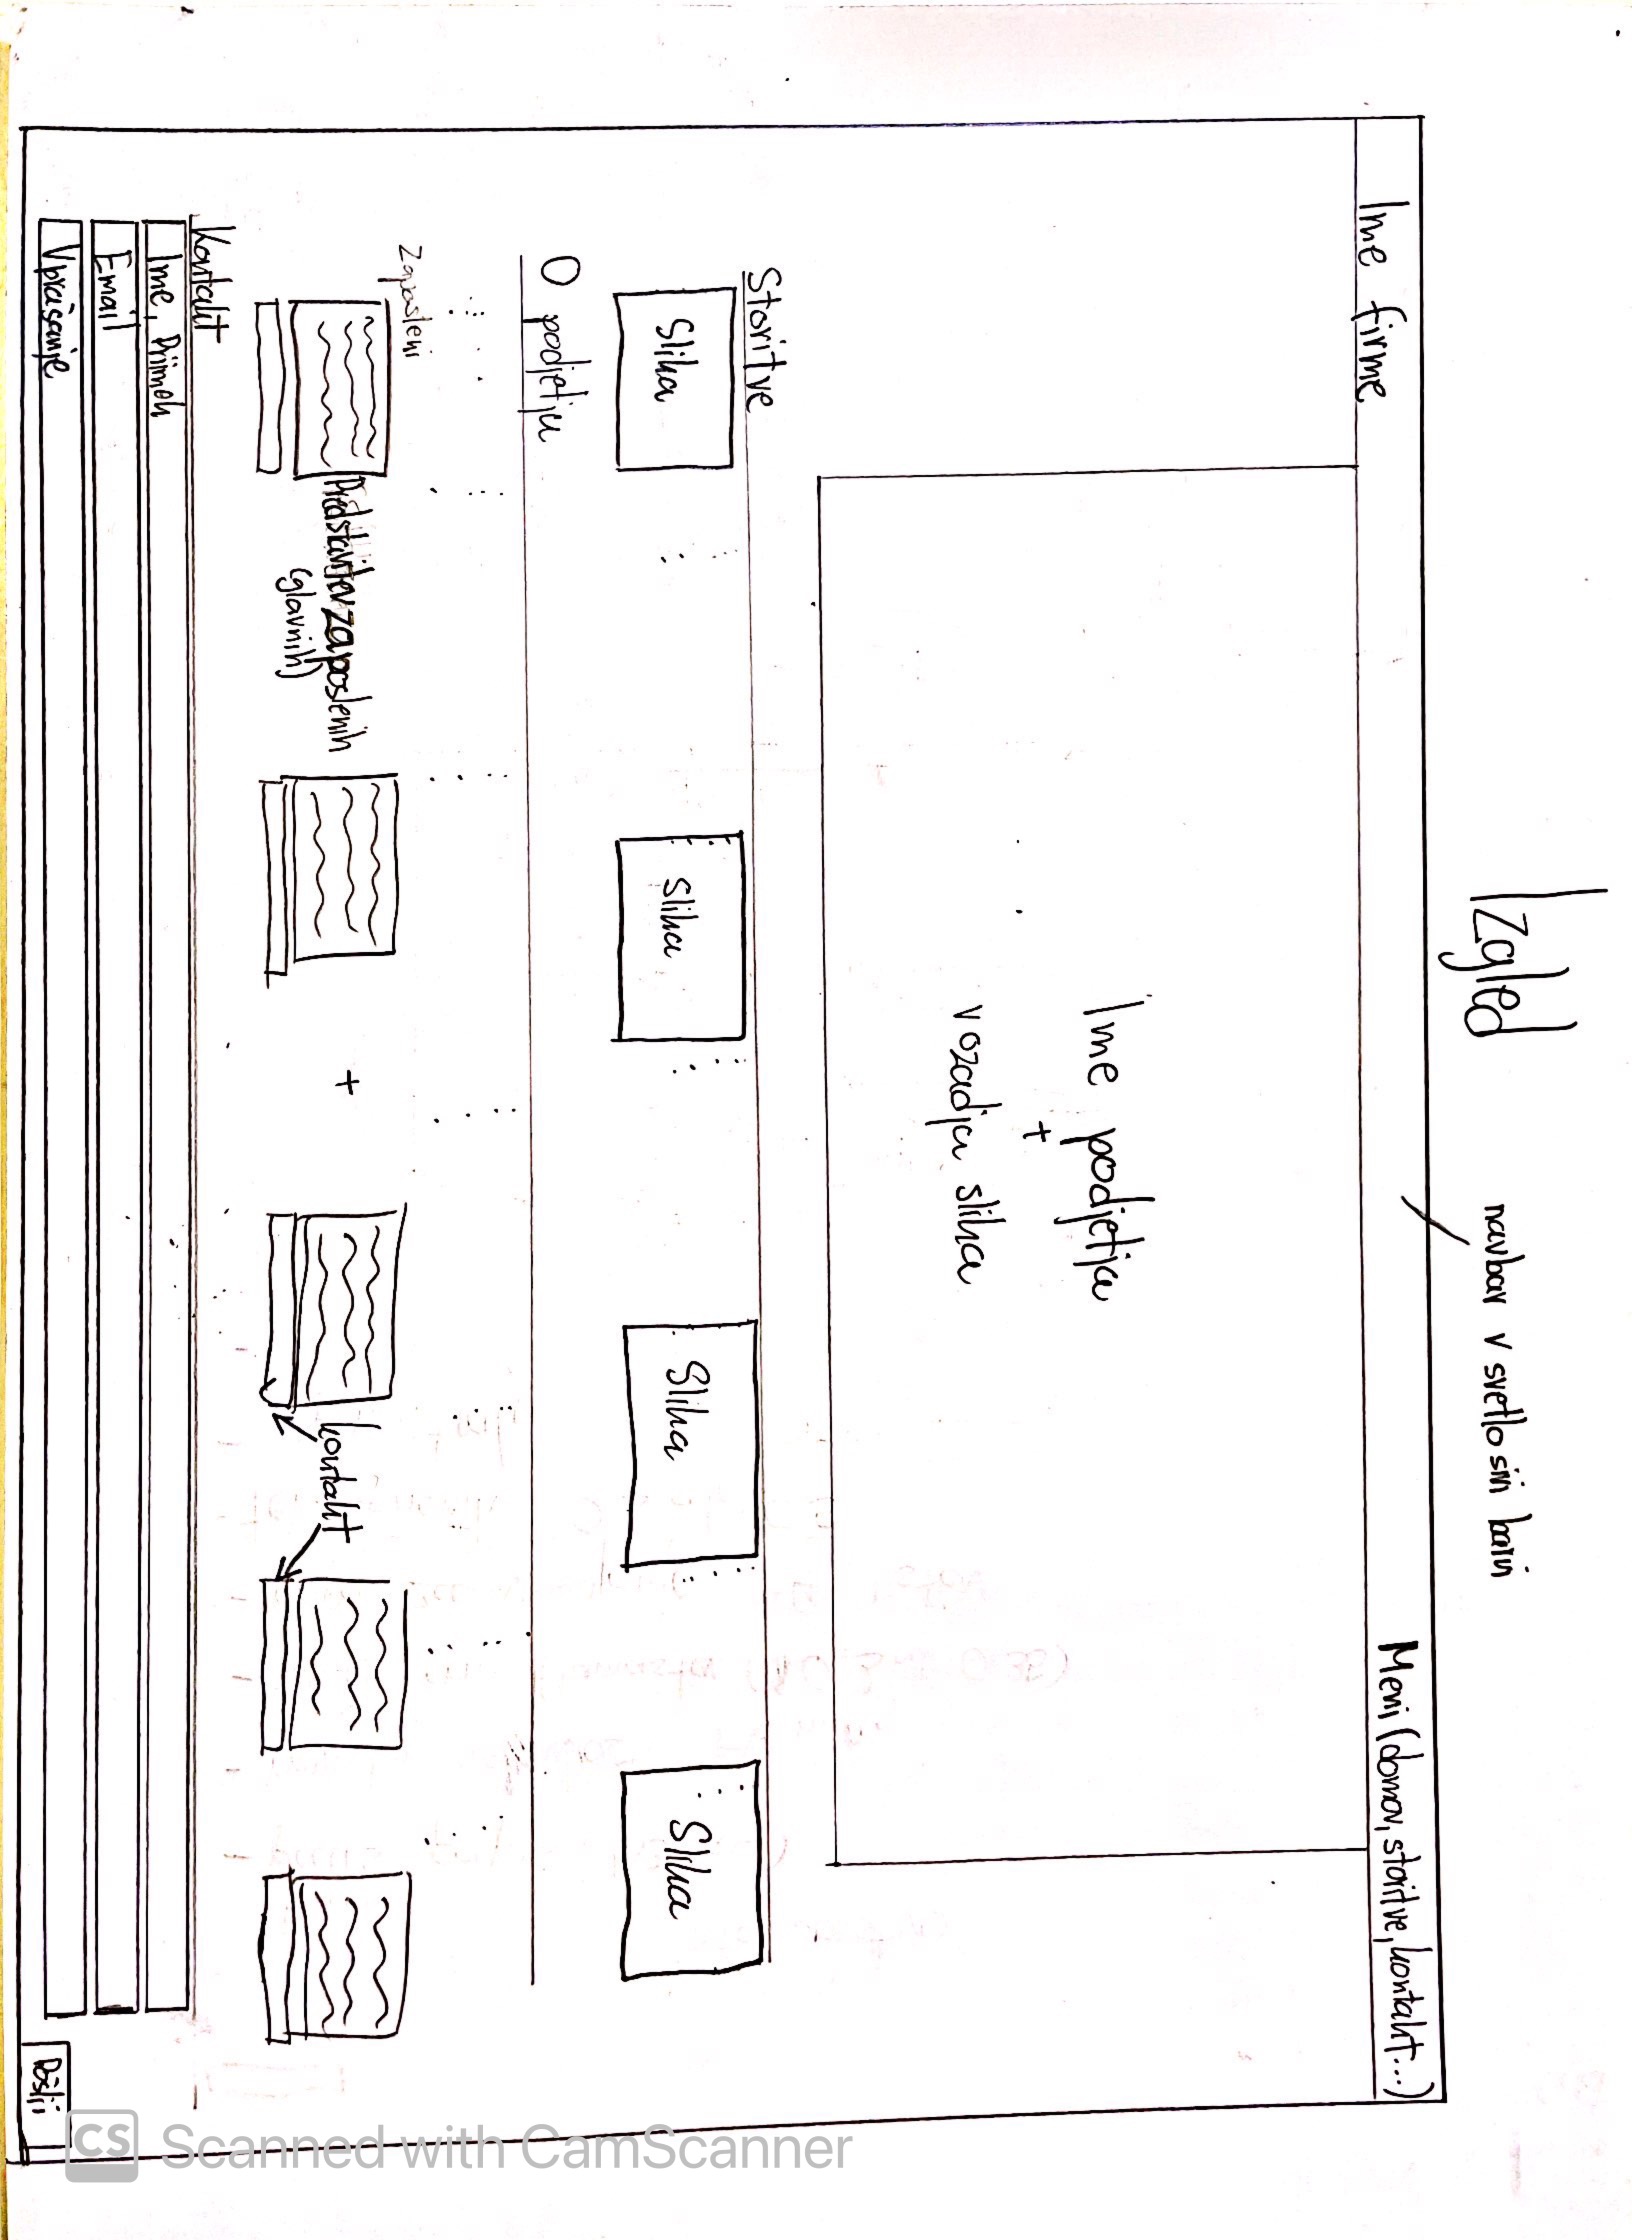 Izgled
navbar v svetlo sivi barvi
Ime firme
Meni (domov, storitve, kontakt...)
Ime podjetja
+
v ozadju slika
Storitve
Slika
Slika
Slika
Slika
O podjetju
Zaposleni
Predstavitev zaposlenih
(glavnih)
+
kontakt
Kontakt
Ime, Priimek
Email
Vprašanje
Pošlji
CS Scanned with CamScanner